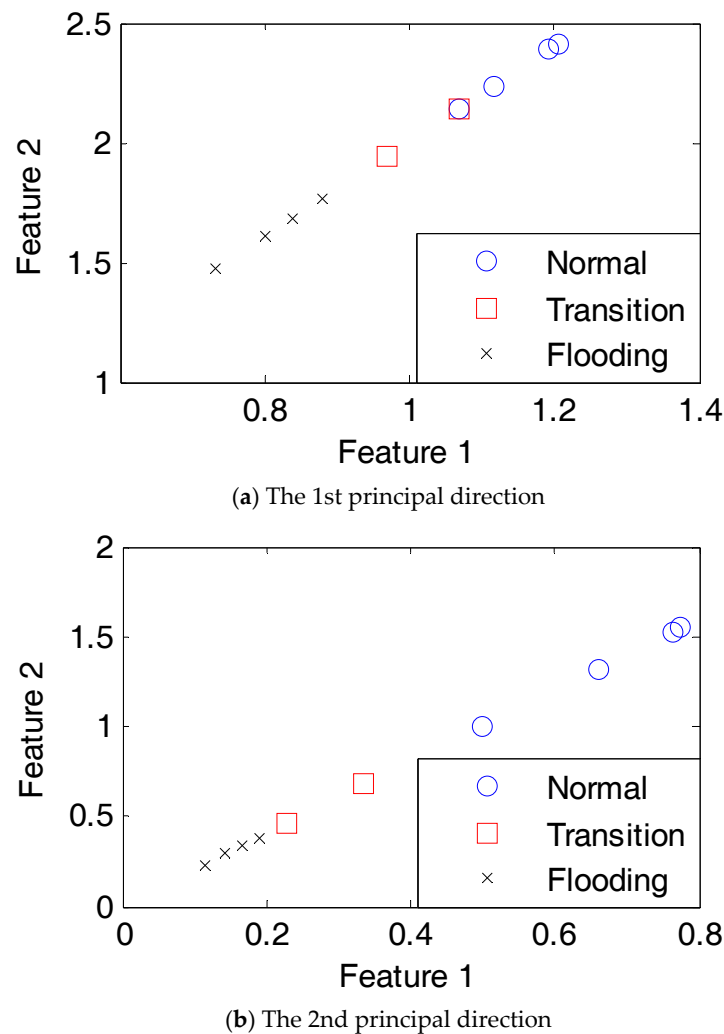 2.5
2
1.5
1
Feature 2
Normal
Transition
Flooding
0.8 1 1.2 1.4
Feature 1
(a) The 1st principal direction
2
1.5
1
0.5
0
Feature 2
Normal
Transition
Flooding
0 0.2 0.4 0.6 0.8
Feature 1
(b) The 2nd principal direction